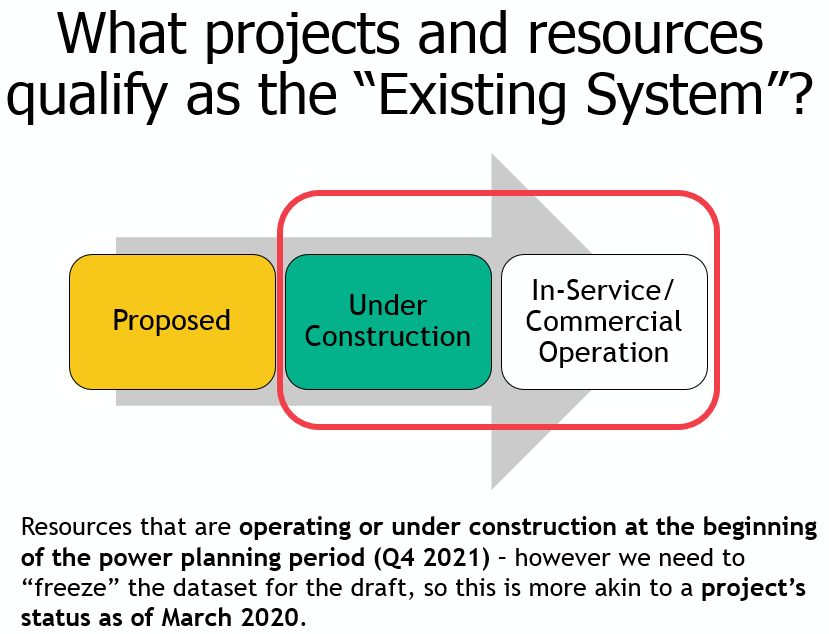 What projects and resources
qualify as the “Existing System”?
Proposed
Under
Construction
In-Service/
Commercial
Operation
Resources that are operating or under construction at the beginning
of the power planning period (Q4 2021) – however we need to
“freeze” the dataset for the draft, so this is more akin to a project’s
status as of March 2020.